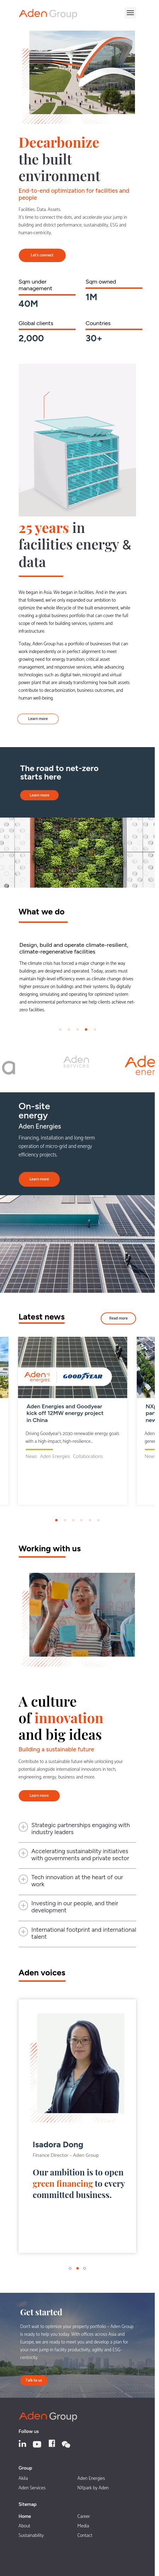 Aden Group
Decarbonize
the built
environment
End-to-end optimization for facilities and
people
Facilities. Data. Assets.
It's time to connect the dots, and accelerate your jump in
building and district performance, sustainability, ESG and
human-centricity.
Let's connect
Sqm under
management
40M
Sqm owned
1M
Global clients
2,000
Countries
30+
25 years in
facilities energy &
data
We began in Asia. We began in facilities. And in the years
that followed, we've only expanded our ambition to
optimize the whole lifecycle of the built environment, while
creating a global business portfolio that can cover the full
scope of needs for building services, systems and
infrastructure.
Today, Aden Group has a portfolio of businesses that can
work independently or in perfect alignment to meet
growing need for energy transition, critical asset
management, and responsive services, while advancing
technologies such as digital twin, microgrid and virtual
power plant that are already transforming how built assets
contribute to decarbonization, business outcomes, and
human well-being.
Learn more
The road to net-zero
starts here
Learn more
What we do
Design, build and operate climate-resilient,
climate-regenerative facilities
The climate crisis has forced a major change in the way
buildings are designed and operated. Today, assets must
maintain high levels of efficiency even as climate change drives
higher pressures on buildings and their systems. By digitally
designing, simulating and operating for optimized system
and environmental performance we help clients achieve net-
zero facilities.
a
Aden
services
Ade
ener
On-site
energy
Aden Energies
Financing, installation and long-term
operation of micro-grid and energy
efficiency projects.
Learn more
Latest news
Read more
Aden
energies
GOODYEAR
Aden Energies and Goodyear
kick off 12MW energy project
in China
Driving Goodyear's 2030 renewable energy goals
with a high impact, high-resilience...
News Aden Energies Collaborations
NXp
par
nev
Aden
gene
New
Working with us
A culture
of innovation
and big ideas
Building a sustainable future
Contribute to a sustainable future while unlocking your
potential alongside international innovators in tech,
engineering, energy, business and more.
Learn more
Strategic partnerships engaging with
industry leaders
Accelerating sustainability initiatives
with governments and private sector
Tech innovation at the heart of our
work
Investing in our people, and their
development
International footprint and international
talent
Aden voices
Isadora Dong
Finance Director - Aden Group
Our ambition is to open
green financing to every
committed business.
Get started
Don't wait to optimize your property portfolio - Aden Group
is ready to help you today. With offices across Asia and
Europe, we are ready to meet you and develop a plan for
your next jump in facility productivity, agility and ESG-
centricity.
Talk to us
Aden Group
Follow us
Group
Akila
Aden Energies
Aden Services
NXpark by Aden
Sitemap
Home
Career
About
Media
Sustainability
Contact